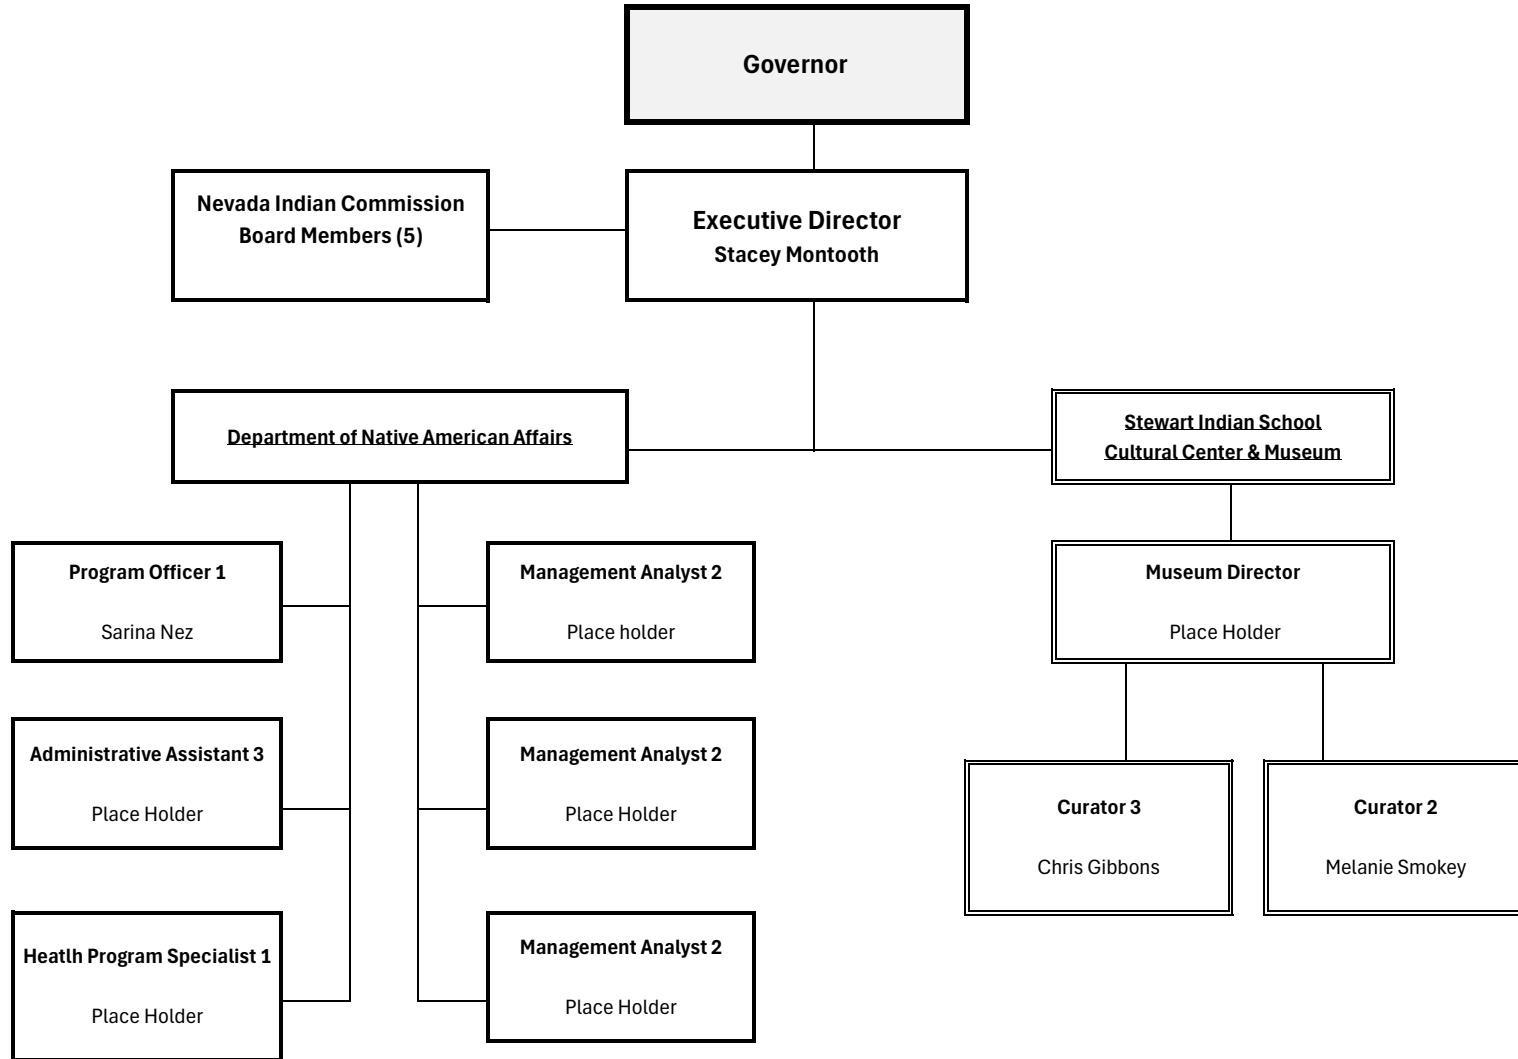 Governor
Nevada Indian Commission
Board Members (5)
Executive Director
Stacey Montooth
Department of Native American Affairs
Stewart Indian School
Cultural Center & Museum
Program Officer 1
Sarina Nez
Management Analyst 2
Place holder
Museum Director
Place Holder
Administrative Assistant 3
Place Holder
Management Analyst 2
Place Holder
Curator 3
Chris Gibbons
Curator 2
Melanie Smokey
Heatlh Program Specialist 1
Place Holder
Management Analyst 2
Place Holder